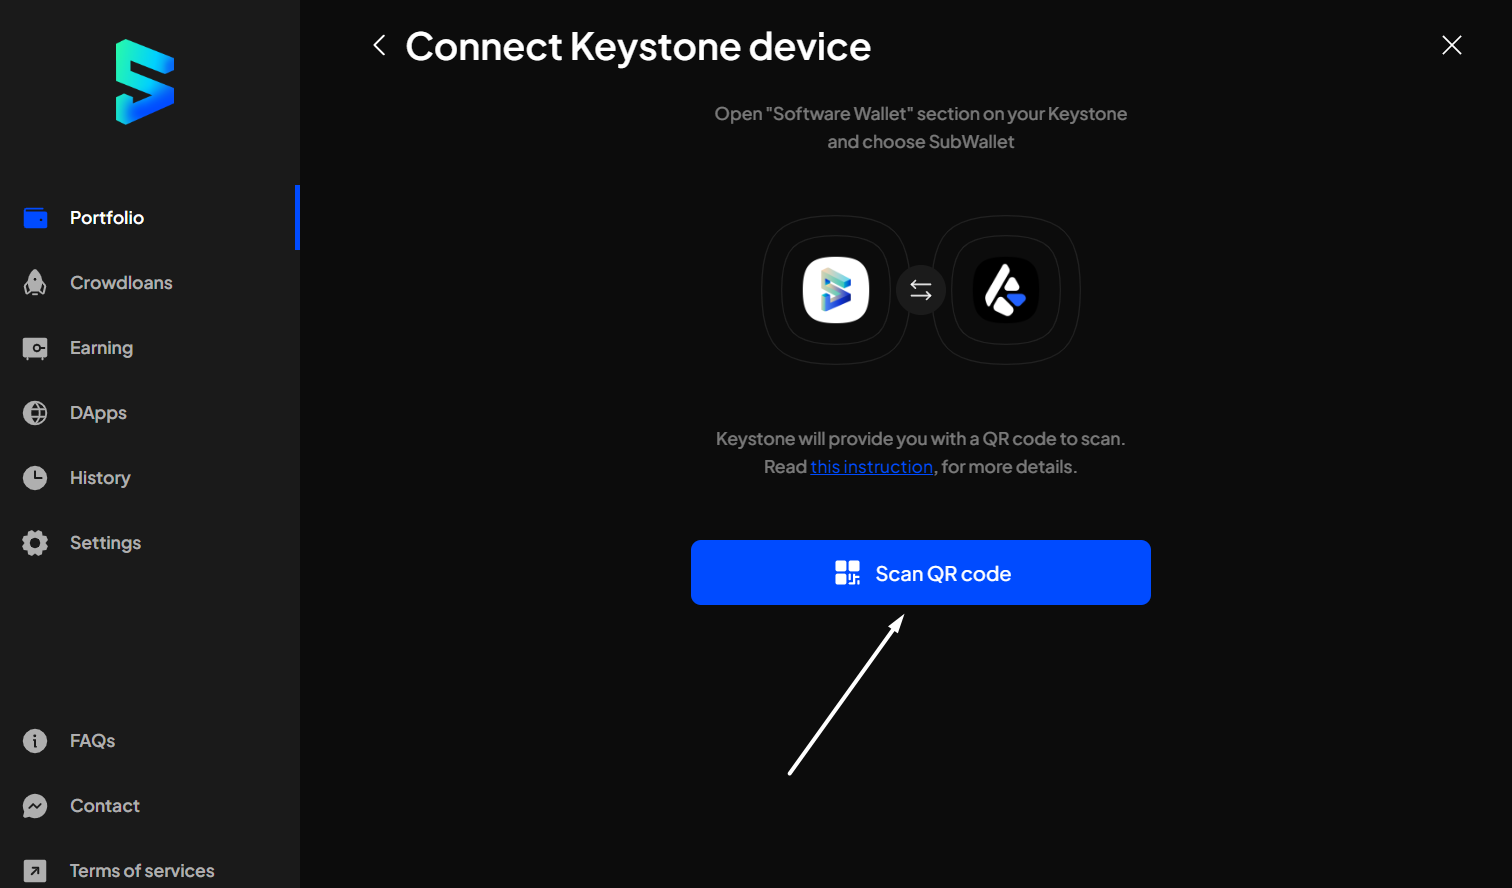 Connect Keystone device
Open "Software Wallet" section on your Keystone
and choose SubWallet
Portfolio
Crowdloans
Earning
DApps
History
Settings
Keystone will provide you with a QR code to scan.
Read this instruction, for more details.
Scan QR code
FAQs
Contact
Terms of services